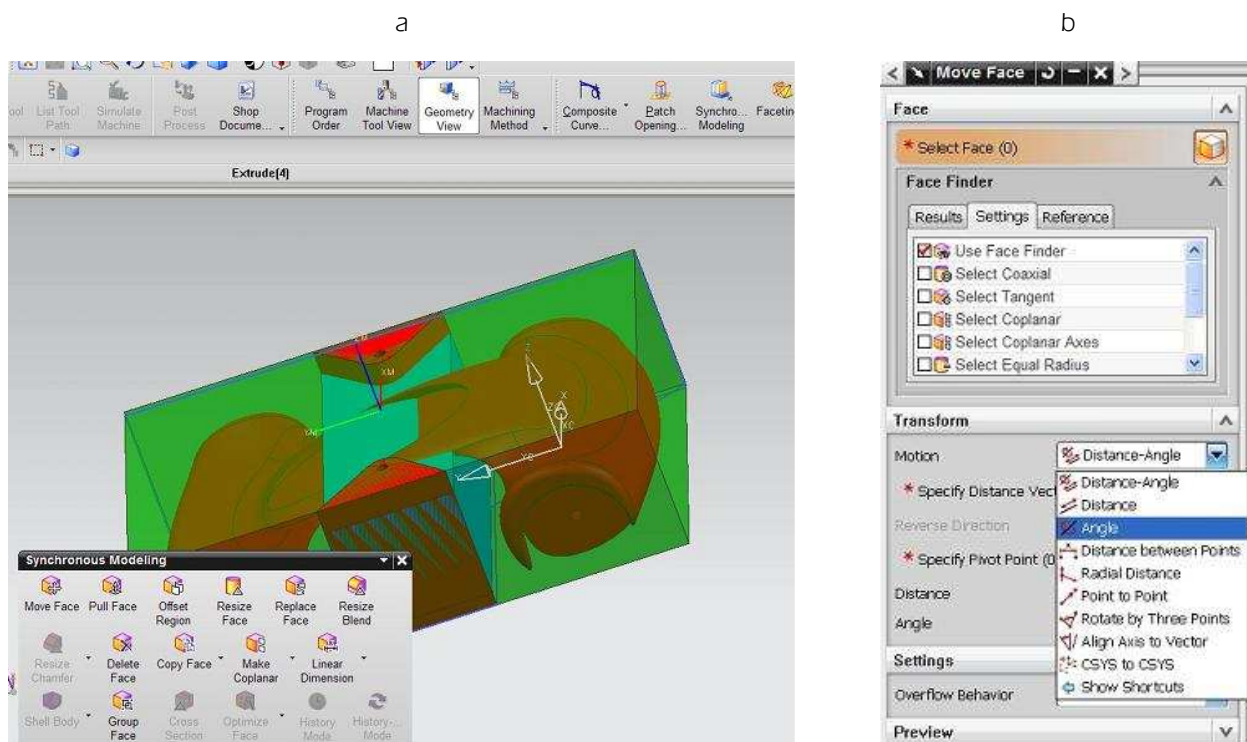 a
b
List Tool Path
Simulate Machine
Post Process
Shop Docume...
Program Order
Machine Tool View
Geometry View
Machining Method
Composite Curve...
Patch Opening...
Synchro... Modeling
Extrude(4)
XM
YM
Z
X
ZC
XC
YC
Y
Synchronous Modeling
Move Face
Pull Face
Offset Region
Resize Face
Replace Face
Resize Blend
Resize Chamfer
Delete Face
Copy Face
Make Coplanar
Linear Dimension
Shell Body
Group Face
Cross Section
Optimize Face
History Mode
History-... Mode
Move Face
Face
* Select Face (0)
Face Finder
Results Settings Reference
Use Face Finder
Select Coaxial
Select Tangent
Select Coplanar
Select Coplanar Axes
Select Equal Radius
Transform
Motion
Distance-Angle
* Specify Distance Vec
Reverse Direction
* Specify Pivot Point (0
Distance
Angle
Distance-Angle
Distance
Angle
Distance between Points
Radial Distance
Point to Point
Rotate by Three Points
Align Axis to Vector
CSYS to CSYS
Show Shortcuts
Settings
Overflow Behavior
Preview